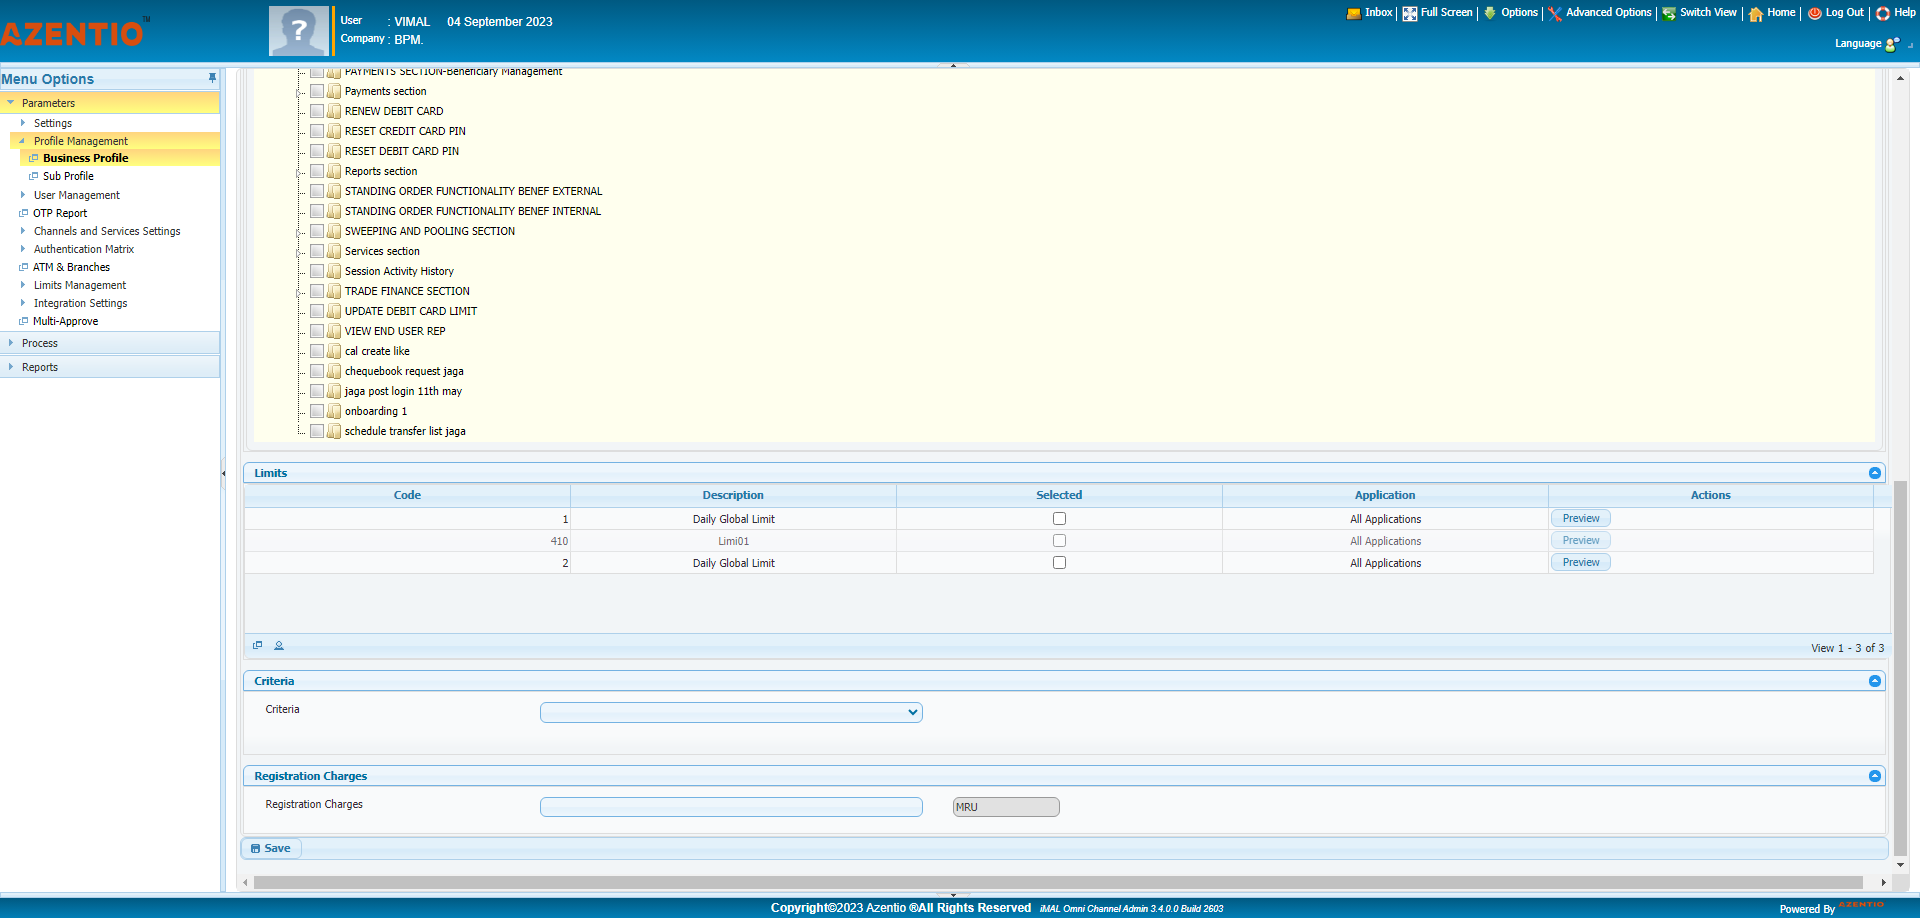 AZENTIO™
User : VIMAL 04 September 2023
Company : BPM.
Inbox Full Screen Options Advanced Options Switch View Home Log Out Help
Language
Menu Options
Parameters
Settings
Profile Management
Business Profile
Sub Profile
User Management
OTP Report
Channels and Services Settings
Authentication Matrix
ATM & Branches
Limits Management
Integration Settings
Multi-Approve
Process
Reports
PAYMENTS SECTION-Beneficiary Management
Payments section
RENEW DEBIT CARD
RESET CREDIT CARD PIN
RESET DEBIT CARD PIN
Reports section
STANDING ORDER FUNCTIONALITY BENEF EXTERNAL
STANDING ORDER FUNCTIONALITY BENEF INTERNAL
SWEEPING AND POOLING SECTION
Services section
Session Activity History
TRADE FINANCE SECTION
UPDATE DEBIT CARD LIMIT
VIEW END USER REP
cal create like
chequebook request jaga
jaga post login 11th may
onboarding 1
schedule transfer list jaga
Limits
Code Description Selected Application Actions
1 Daily Global Limit All Applications Preview
410 Limi01 All Applications Preview
2 Daily Global Limit All Applications Preview
View 1 - 3 of 3
Criteria
Criteria
Registration Charges
Registration Charges MRU
Save
Copyright©2023 Azentio ®All Rights Reserved iMAL Omni Channel Admin 3.4.0.0 Build 2603
Powered By AZENTIO